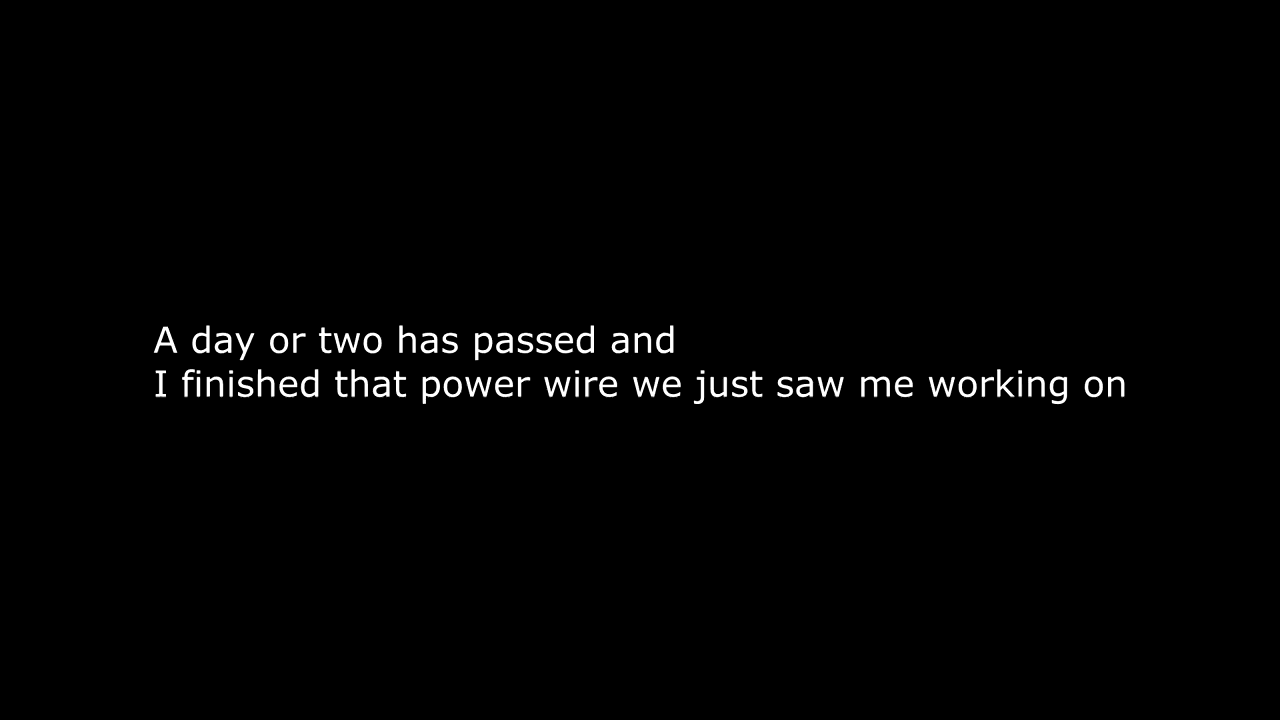 A day or two has passed and
I finished that power wire we just saw me working on